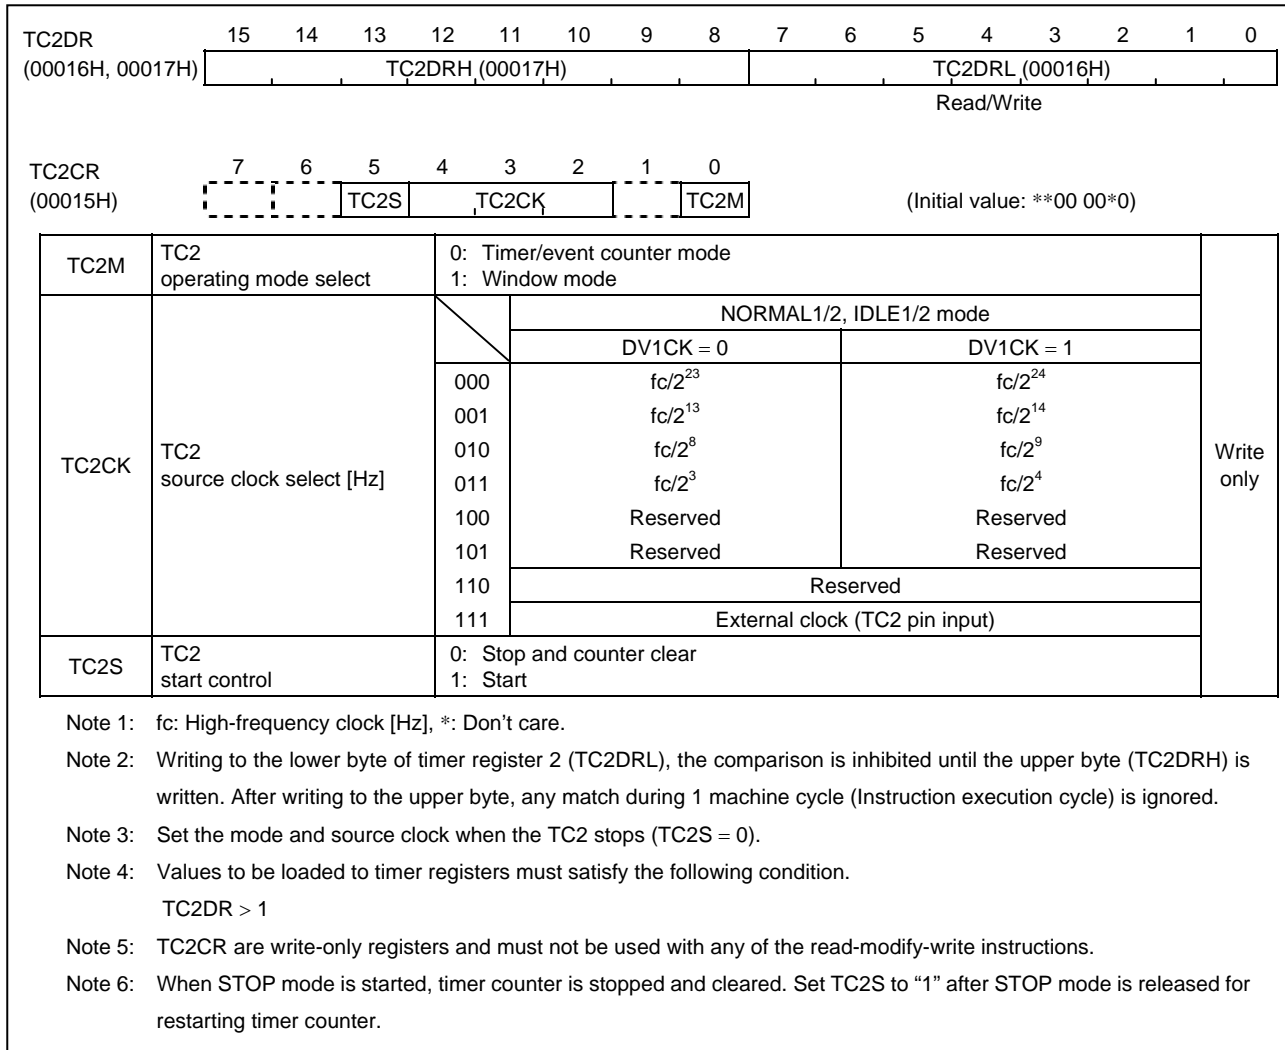 TC2DR 15 14 13 12 11 10 9 8 7 6 5 4 3 2 1 0
(00016H, 00017H) TC2DRH (00017H) TC2DRL (00016H)
Read/Write
TC2CR 7 6 5 4 3 2 1 0
(00015H) TC2S TC2CK TC2M (Initial value: **00 00*0)
TC2M TC2 operating mode select 0: Timer/event counter mode
1: Window mode
NORMAL1/2, IDLE1/2 mode
DV1CK = 0 DV1CK = 1
000 fc/2^23 fc/2^24
001 fc/2^13 fc/2^14
TC2CK TC2 source clock select [Hz] 010 fc/2^8 fc/2^9 Write only
011 fc/2^3 fc/2^4
100 Reserved Reserved
101 Reserved Reserved
110 Reserved
111 External clock (TC2 pin input)
TC2S TC2 start control 0: Stop and counter clear
1: Start
Note 1: fc: High-frequency clock [Hz], *: Don't care.
Note 2: Writing to the lower byte of timer register 2 (TC2DRL), the comparison is inhibited until the upper byte (TC2DRH) is
written. After writing to the upper byte, any match during 1 machine cycle (Instruction execution cycle) is ignored.
Note 3: Set the mode and source clock when the TC2 stops (TC2S = 0).
Note 4: Values to be loaded to timer registers must satisfy the following condition.
TC2DR > 1
Note 5: TC2CR are write-only registers and must not be used with any of the read-modify-write instructions.
Note 6: When STOP mode is started, timer counter is stopped and cleared. Set TC2S to “1” after STOP mode is released for
restarting timer counter.